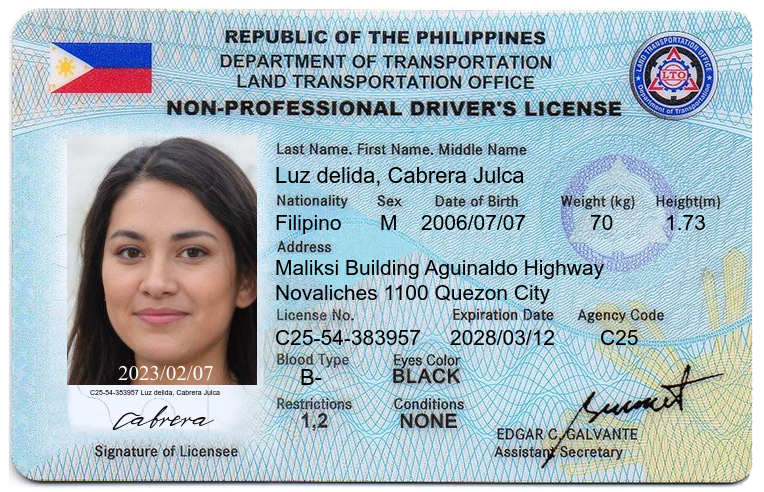 REPUBLIC OF THE PHILIPPINES
DEPARTMENT OF TRANSPORTATION
LAND TRANSPORTATION OFFICE
NON-PROFESSIONAL DRIVER'S LICENSE
LAND TRANSPORTATION OFFICE
LTO
Department of Transportation
Last Name. First Name. Middle Name
Luz delida, Cabrera Julca
Nationality Sex Date of Birth Weight (kg) Height(m)
Filipino M 2006/07/07 70 1.73
Address
Maliksi Building Aguinaldo Highway
Novaliches 1100 Quezon City
License No. Expiration Date Agency Code
C25-54-383957 2028/03/12 C25
Blood Type Eyes Color
B- BLACK
Restrictions Conditions
1,2 NONE
2023/02/07
C25-54-353957 Luz delida, Cabrera Julca
Cabrera
Signature of Licensee
EDGAR C. GALVANTE
Assistant Secretary